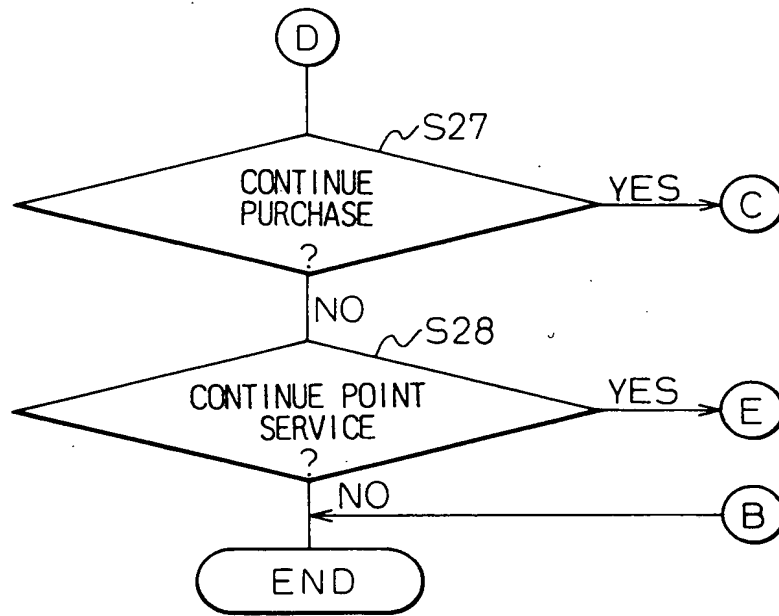 D
S27
CONTINUE
PURCHASE
?
YES
C
NO
S28
CONTINUE POINT
SERVICE
?
YES
E
NO
B
END